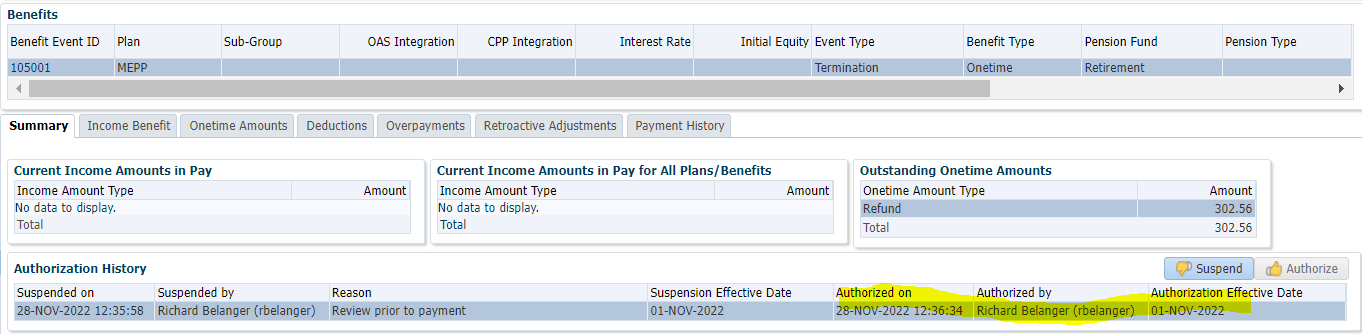 Benefits
Benefit Event ID Plan Sub-Group OAS Integration CPP Integration Interest Rate Initial Equity Event Type Benefit Type Pension Fund Pension Type
105001 MEPP Termination Onetime Retirement
Summary Income Benefit Onetime Amounts Deductions Overpayments Retroactive Adjustments Payment History
Current Income Amounts in Pay Current Income Amounts in Pay for All Plans/Benefits Outstanding Onetime Amounts
Income Amount Type Amount Income Amount Type Amount Onetime Amount Type Amount
No data to display. No data to display. Refund 302.56
Total Total Total 302.56
Authorization History Suspend Authorize
Suspended on Suspended by Reason Suspension Effective Date Authorized on Authorized by Authorization Effective Date
28-NOV-2022 12:35:58 Richard Belanger (rbelanger) Review prior to payment 01-NOV-2022 28-NOV-2022 12:36:34 Richard Belanger (rbelanger) 01-NOV-2022